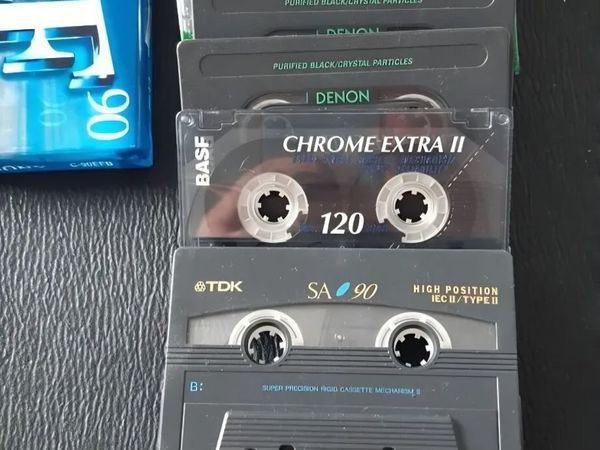 PURIFIED BLACK/CRYSTAL PARTICLES
DENON
PURIFIED BLACK/CRYSTAL PARTICLES
DENON
F
90
C-90EFB
BASF
CHROME EXTRA II
120
TDK
SA 90
HIGH POSITION
IEC II/TYPE II
B:
SUPER PRECISION RIGID CASSETTE MECHANISM